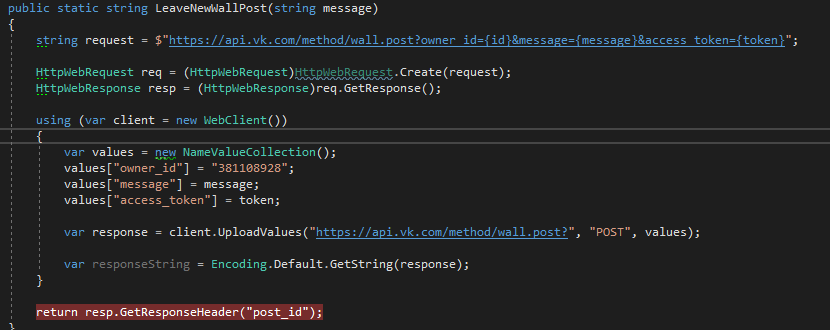 public static string LeaveNewWallPost(string message)
{
string request = $"https://api.vk.com/method/wall.post?owner_id={id}&message={message}&access_token={token}";
HttpWebRequest req = (HttpWebRequest)HttpWebRequest.Create(request);
HttpWebResponse resp = (HttpWebResponse)req.GetResponse();
using (var client = new WebClient())
{
var values = new NameValueCollection();
values["owner_id"] = "381108928";
values["message"] = message;
values["access_token"] = token;
var response = client.UploadValues("https://api.vk.com/method/wall.post?", "POST", values);
var responseString = Encoding.Default.GetString(response);
}
return resp.GetResponseHeader("post_id");
}